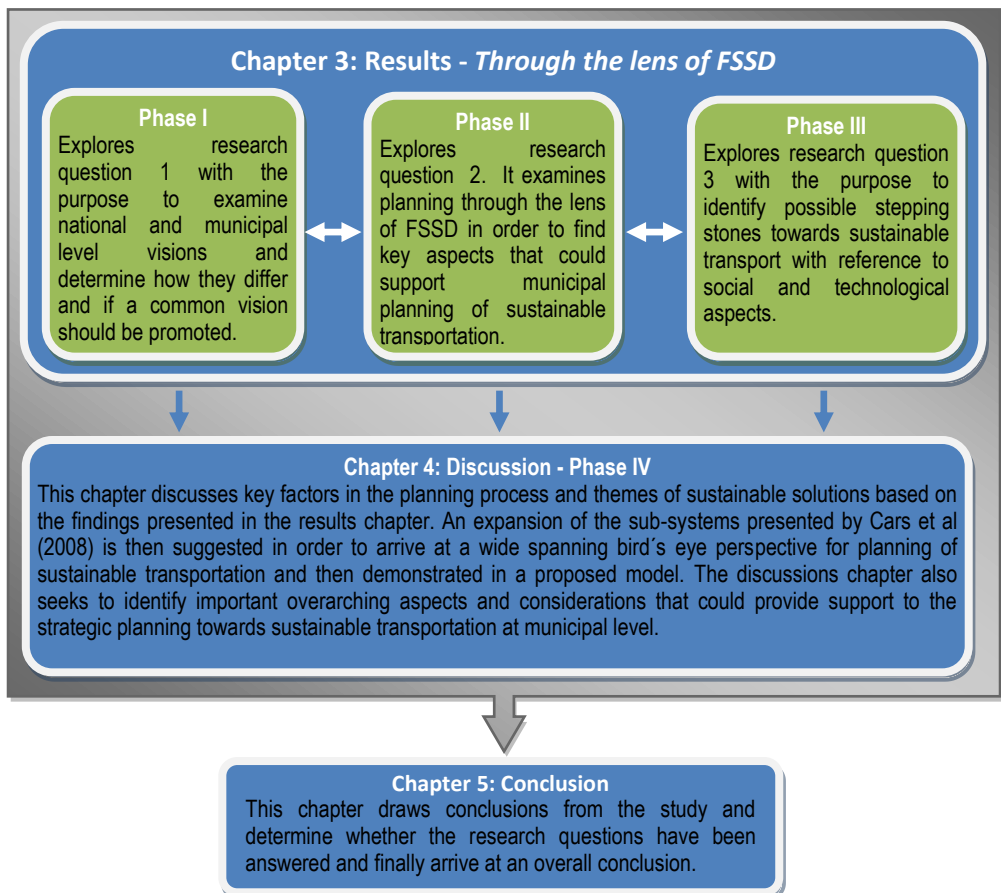 Chapter 3: Results - Through the lens of FSSD
Phase I
Explores research
question 1 with the
purpose to examine
national and municipal
level visions and
determine how they differ
and if a common vision
should be promoted.
Phase II
Explores research
question 2. It examines
planning through the lens
of FSSD in order to find
key aspects that could
support municipal
planning of sustainable
transportation.
Phase III
Explores research question
3 with the purpose to
identify possible stepping
stones towards sustainable
transport with reference to
social and technological
aspects.
Chapter 4: Discussion - Phase IV
This chapter discusses key factors in the planning process and themes of sustainable solutions based on
the findings presented in the results chapter. An expansion of the sub-systems presented by Cars et al
(2008) is then suggested in order to arrive at a wide spanning bird´s eye perspective for planning of
sustainable transportation and then demonstrated in a proposed model. The discussions chapter also
seeks to identify important overarching aspects and considerations that could provide support to the
strategic planning towards sustainable transportation at municipal level.
Chapter 5: Conclusion
This chapter draws conclusions from the study and
determine whether the research questions have been
answered and finally arrive at an overall conclusion.